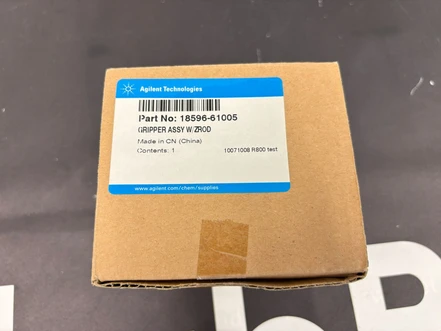 Agilent Technologies
Part No: 18596-61005
GRIPPER ASSY W/ZROD
Made in CN (China)
Contents: 1
10071008 R800 test
www.agilent.com/chem/supplies